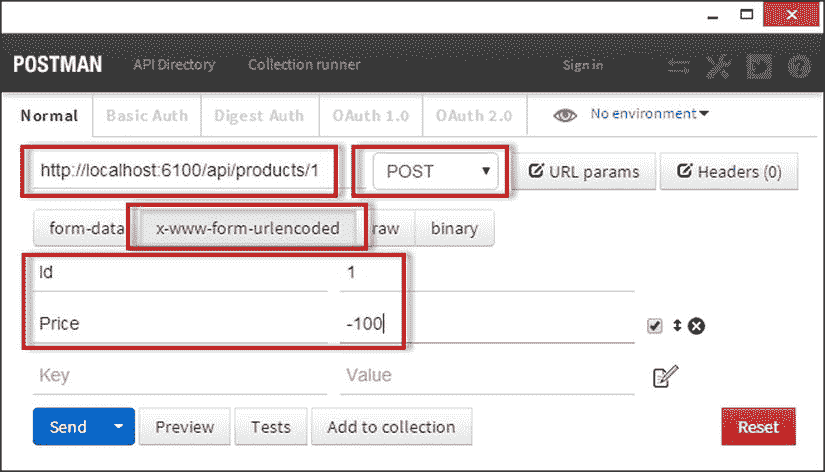 POSTMAN API Directory Collection runner Sign in
Normal Basic Auth Digest Auth OAuth 1.0 OAuth 2.0 No environment
http://localhost:6100/api/products/1 POST URL params Headers (0)
form-data x-www-form-urlencoded raw binary
Id 1
Price -100
Key Value
Send Preview Tests Add to collection Reset